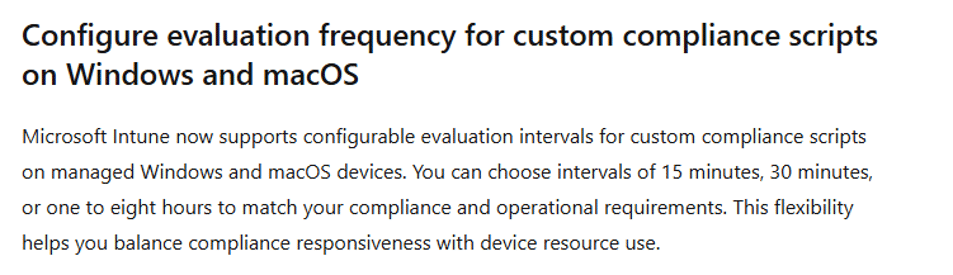 Configure evaluation frequency for custom compliance scripts
on Windows and macOS
Microsoft Intune now supports configurable evaluation intervals for custom compliance scripts
on managed Windows and macOS devices. You can choose intervals of 15 minutes, 30 minutes,
or one to eight hours to match your compliance and operational requirements. This flexibility
helps you balance compliance responsiveness with device resource use.